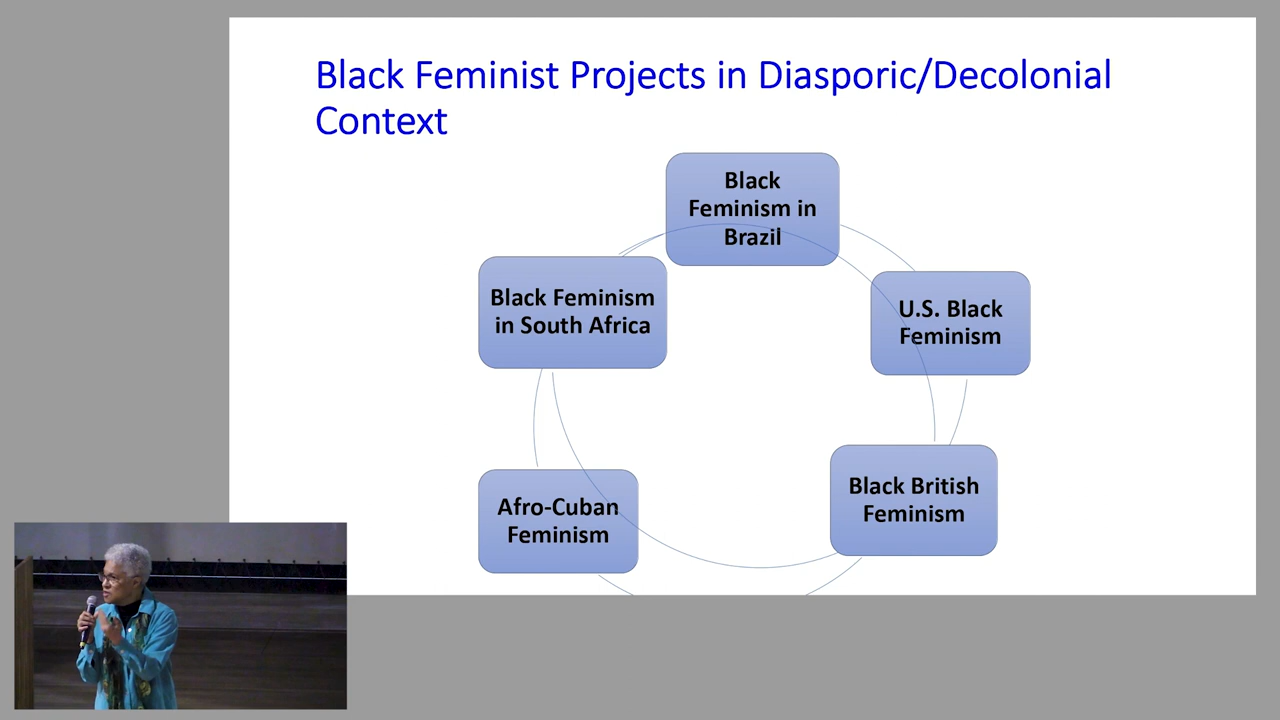 Black Feminist Projects in Diasporic/Decolonial
Context
Black
Feminism in
Brazil
Black Feminism
in South Africa
U.S. Black
Feminism
Afro-Cuban
Feminism
Black British
Feminism